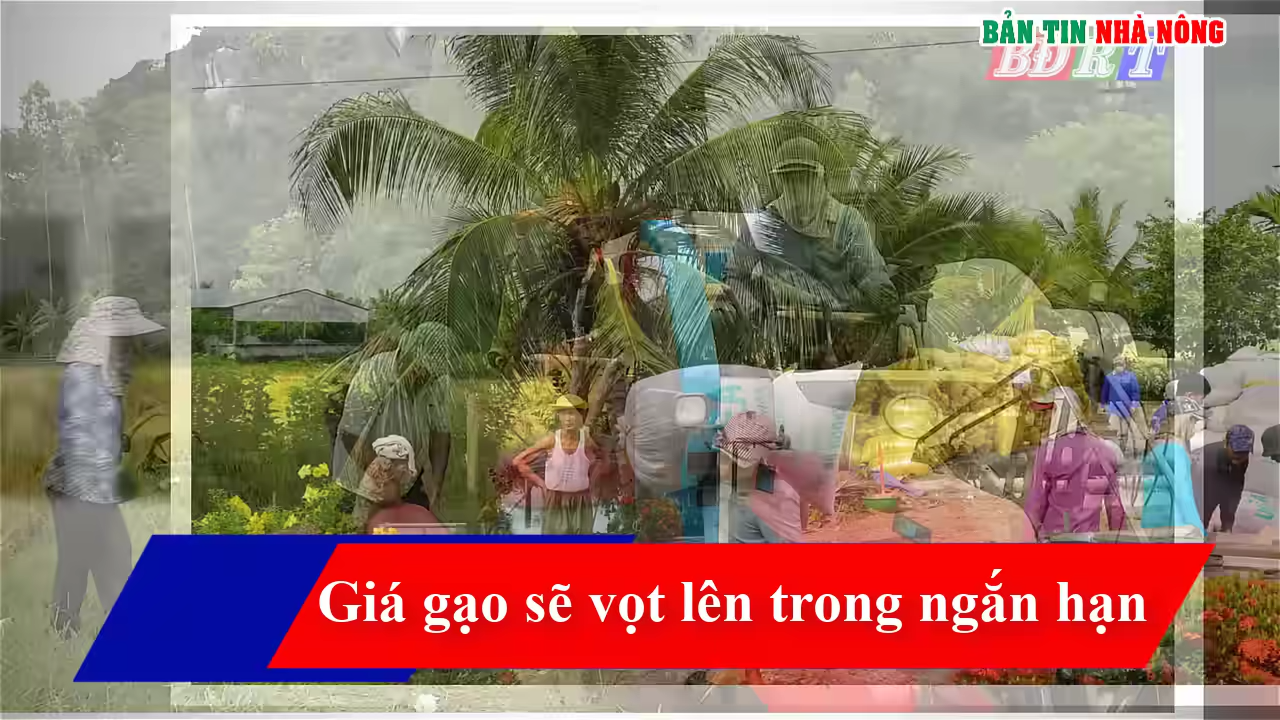 BẢN TIN NHÀ NÔNG
BĐRT
Giá gạo sẽ vọt lên trong ngắn hạn